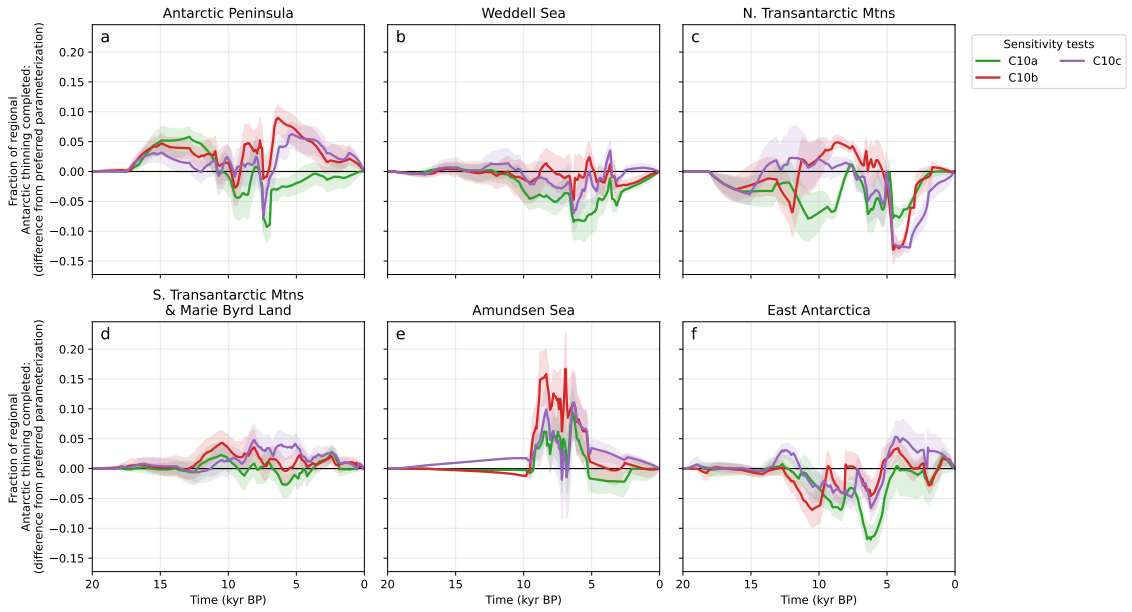 Antarctic Peninsula
Weddell Sea
N. Transantarctic Mtns
a
b
c
Sensitivity tests
C10a
C10b
C10c
0.20
0.15
0.10
0.05
0.00
−0.05
−0.10
−0.15
Fraction of regional
Antarctic thinning completed:
(difference from preferred parameterization)
S. Transantarctic Mtns
& Marie Byrd Land
Amundsen Sea
East Antarctica
d
e
f
0.20
0.15
0.10
0.05
0.00
−0.05
−0.10
−0.15
Fraction of regional
Antarctic thinning completed:
(difference from preferred parameterization)
20 15 10 5 0
20 15 10 5 0
20 15 10 5 0
Time (kyr BP)
Time (kyr BP)
Time (kyr BP)